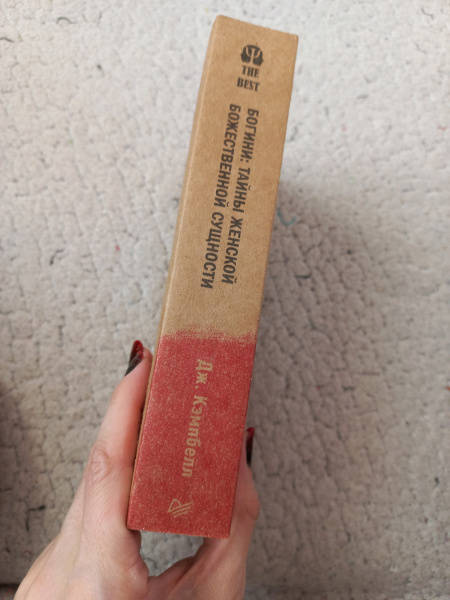 THE
BEST
БОГИНИ: ТАЙНЫ ЖЕНСКОЙ
БОЖЕСТВЕННОЙ СУЩНОСТИ
Дж. Кэмпбелл